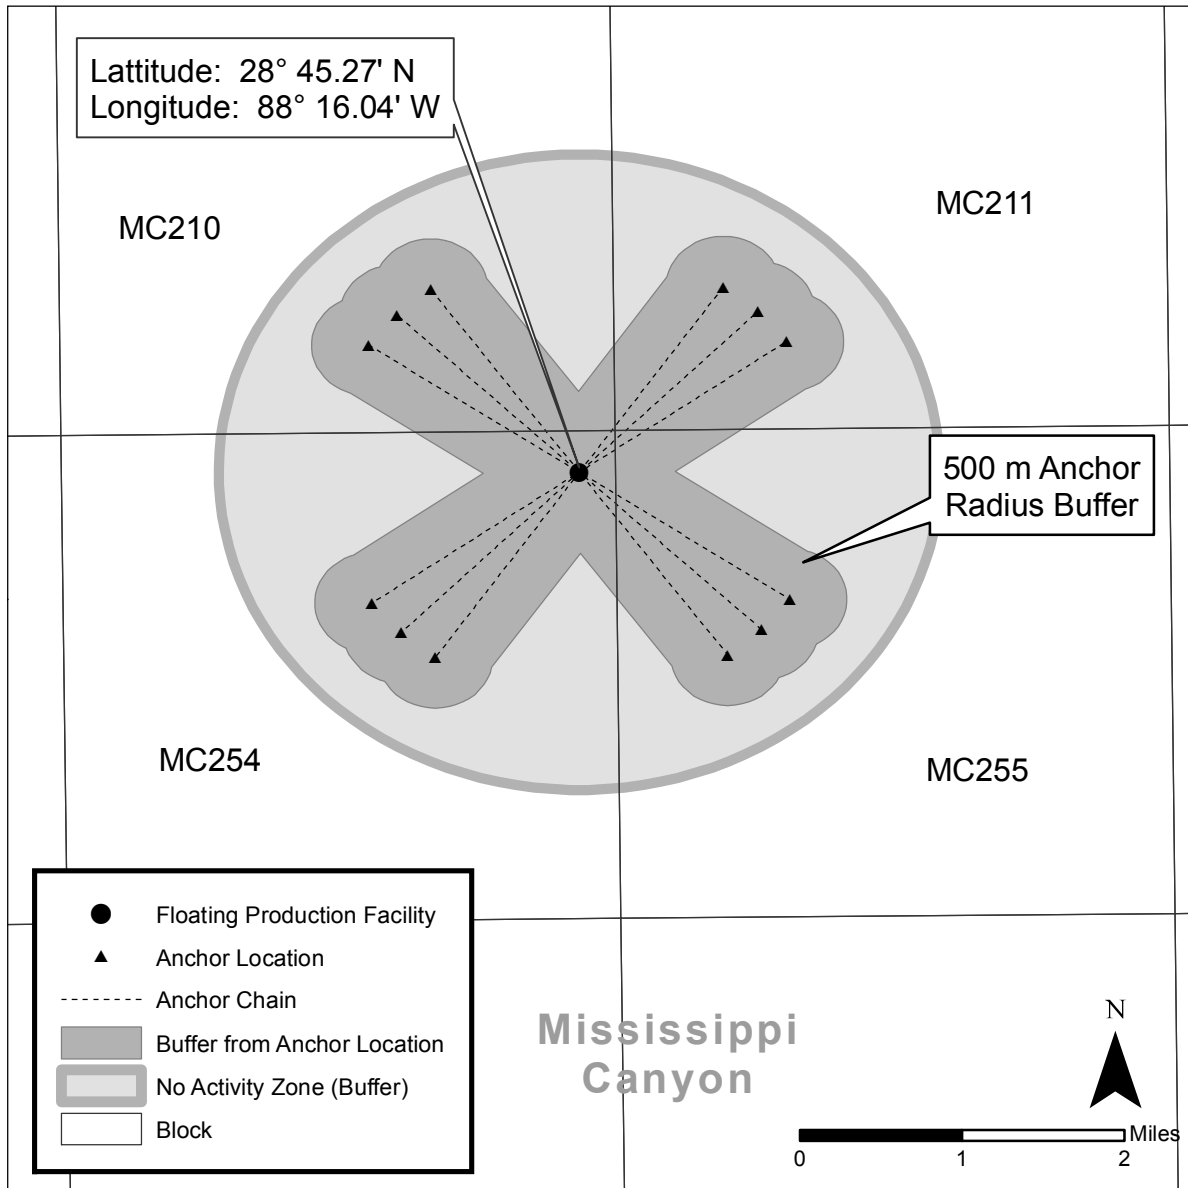 Lattitude:  28° 45.27' N
Longitude:  88° 16.04' W
MC210
MC211
500 m Anchor
Radius Buffer
MC254
MC255
Floating Production Facility
Anchor Location
Anchor Chain
Buffer from Anchor Location
No Activity Zone (Buffer)
Block
Mississippi
Canyon
N
Miles
0 1 2